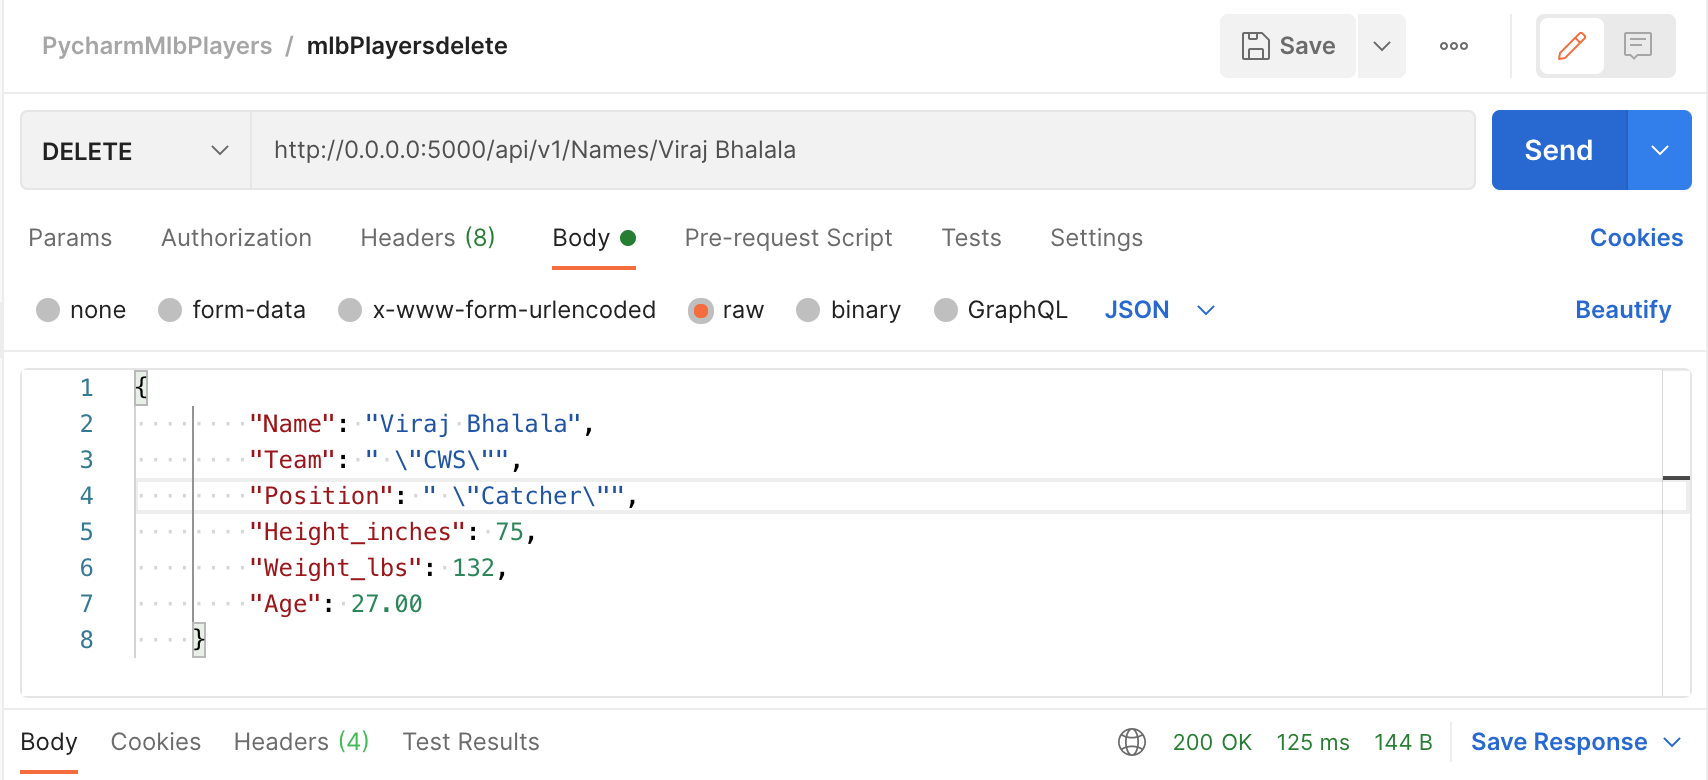 PycharmMlbPlayers / mlbPlayersdelete Save
DELETE http://0.0.0.0:5000/api/v1/Names/Viraj Bhalala Send
Params Authorization Headers (8) Body Pre-request Script Tests Settings Cookies
none form-data x-www-form-urlencoded raw binary GraphQL JSON Beautify
1 {
2 "Name": "Viraj Bhalala",
3 "Team": " \"CWS\"",
4 "Position": " \"Catcher\"",
5 "Height_inches": 75,
6 "Weight_lbs": 132,
7 "Age": 27.00
8 }
Body Cookies Headers (4) Test Results 200 OK 125 ms 144 B Save Response